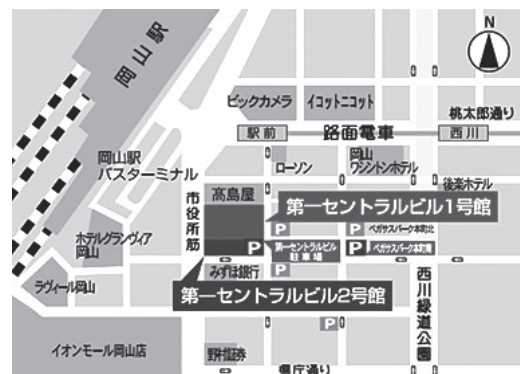 N
岡山駅
ビックカメラ
イコットニコット
桃太郎通り
駅前
路面電車
西川
岡山駅
バスターミナル
ローソン
岡山
ワシントンホテル
後楽ホテル
市役所筋
髙島屋
第一セントラルビル1号館
P
ペガサスパーク本町北
ホテルグランヴィア
岡山
P
第一セントラルビル
駐車場
P
ペガサスパーク本町南
みずほ銀行
P
ラヴィール岡山
第一セントラルビル2号館
西川緑道公園
P
イオンモール岡山店
野村証券
県庁通り